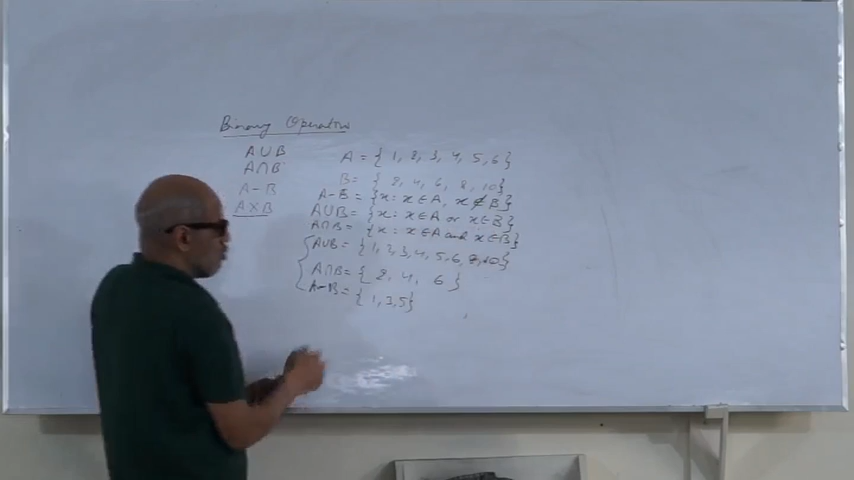 Binary Operators
A∪B
A∩B
A-B
A×B
A = {1, 2, 3, 4, 5, 6}
B = {2, 4, 6, 8, 10}
A-B = {x: x∈A, x∉B}
A∪B = {x: x∈A or x∈B}
A∩B = {x: x∈A and x∈B}
A∪B = {1, 2, 3, 4, 5, 6, 8, 10}
A∩B = {2, 4, 6}
A-B = {1, 3, 5}